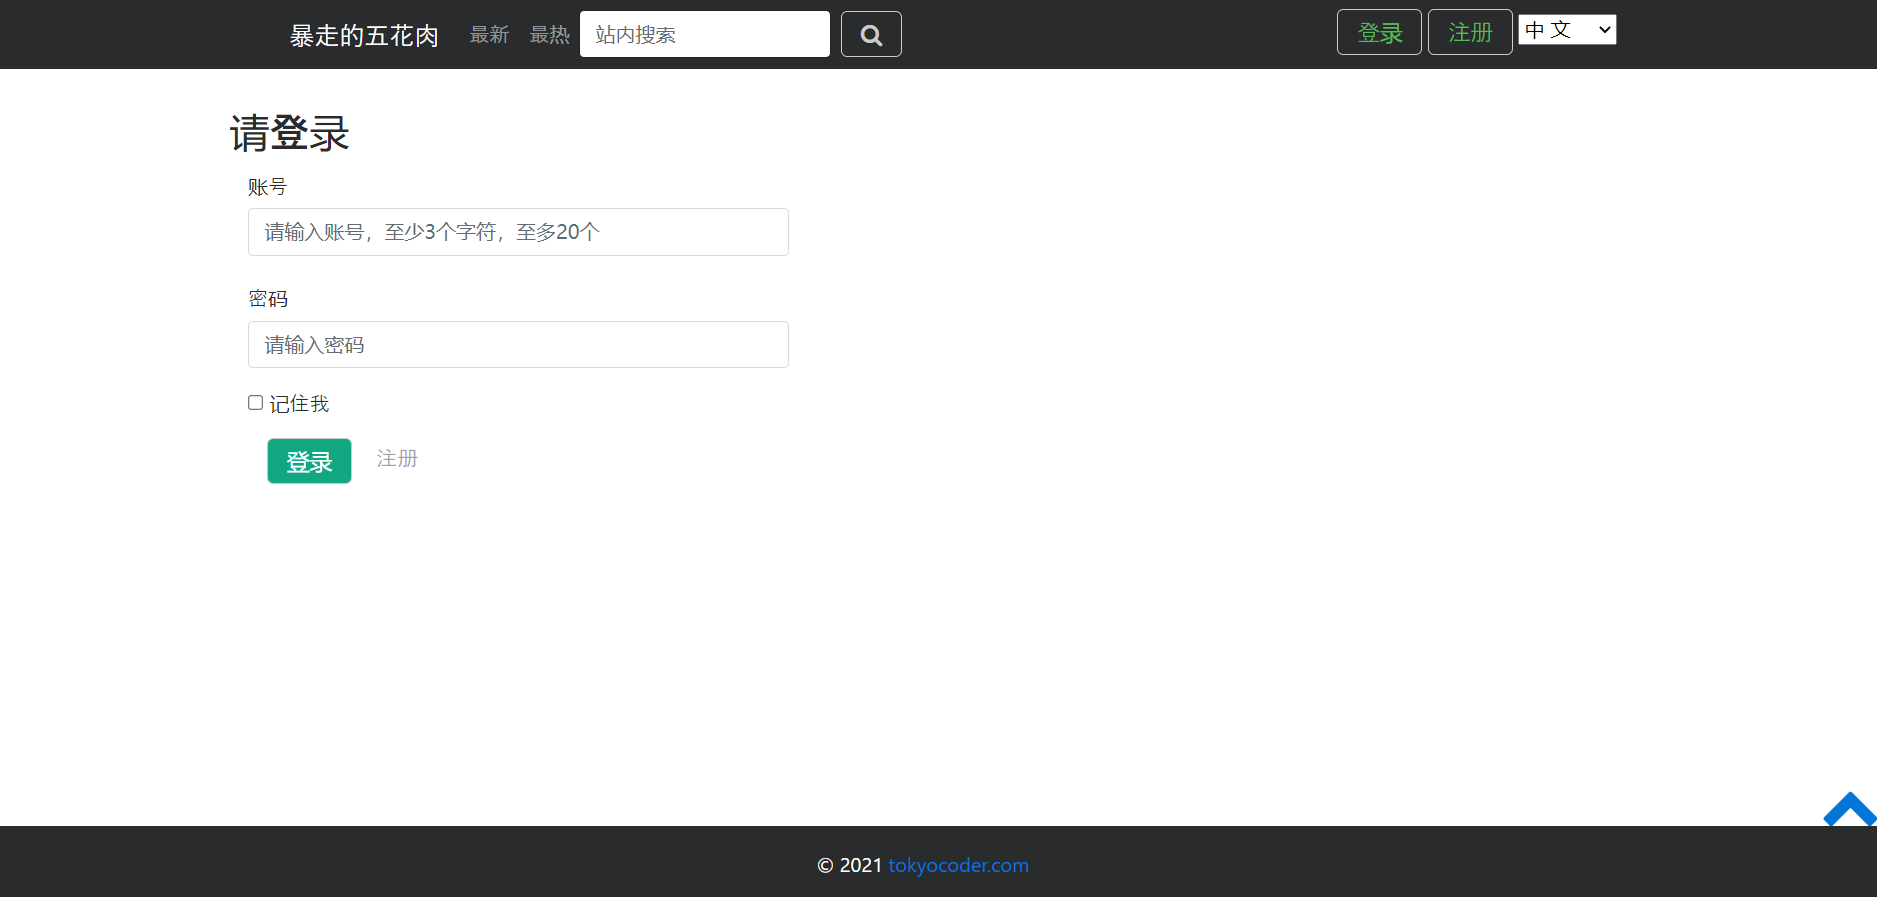 暴走的五花肉 最新 最热 站内搜索 登录 注册 中 文
请登录
账号
请输入账号，至少3个字符，至多20个
密码
请输入密码
记住我
登录 注册
© 2021 tokyocoder.com